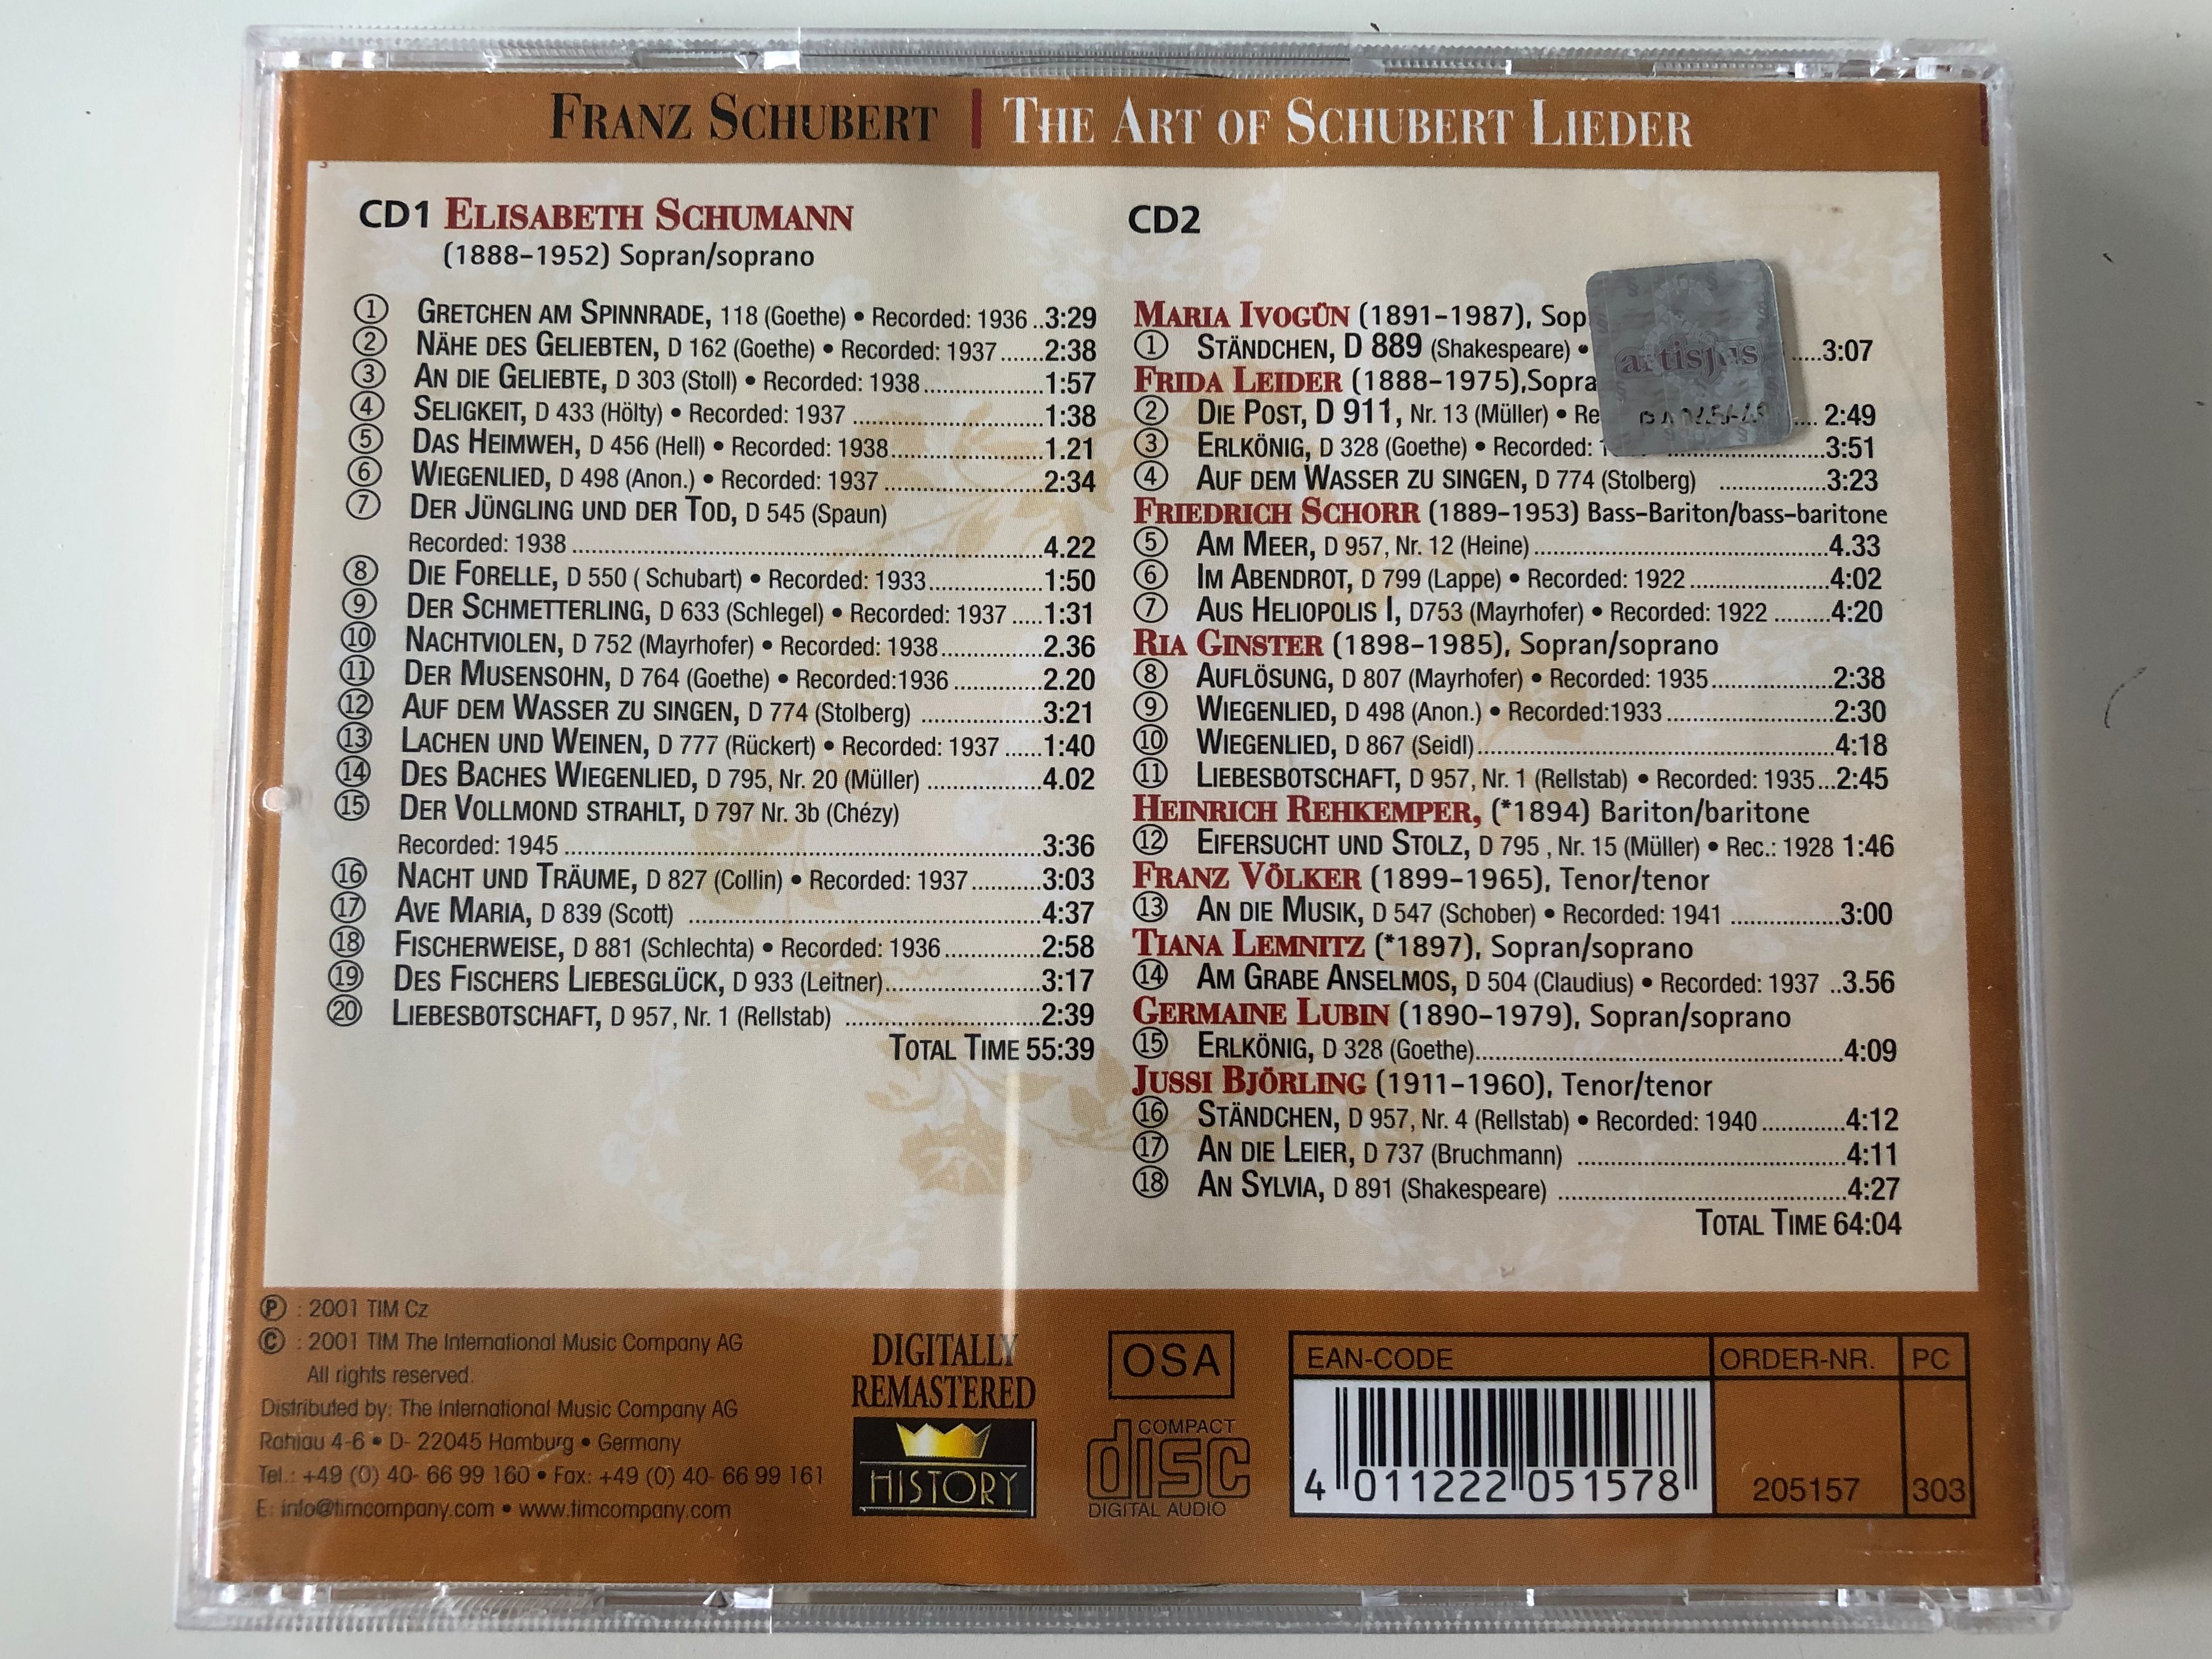 FRANZ SCHUBERT | THE ART OF SCHUBERT LIEDER
CD1 ELISABETH SCHUMANN
(1888-1952) Sopran/soprano
1 GRETCHEN AM SPINNRADE, 118 (Goethe) • Recorded: 1936 ..3:29
2 NÄHE DES GELIEBTEN, D 162 (Goethe) • Recorded: 1937.......2:38
3 AN DIE GELIEBTE, D 303 (Stoll) • Recorded: 1938..................1:57
4 SELIGKEIT, D 433 (Hölty) • Recorded: 1937 ............................1:38
5 DAS HEIMWEH, D 456 (Hell) • Recorded: 1938......................1.21
6 WIEGENLIED, D 498 (Anon.) • Recorded: 1937 .......................2:34
7 DER JÜNGLING UND DER TOD, D 545 (Spaun)
Recorded: 1938 ......................................................................4.22
8 DIE FORELLE, D 550 ( Schubart) • Recorded: 1933.................1:50
9 DER SCHMETTERLING, D 633 (Schlegel) • Recorded: 1937 .....1:31
10 NACHTVIOLEN, D 752 (Mayrhofer) • Recorded: 1938...................2.36
11 DER MUSENSOHN, D 764 (Goethe) • Recorded:1936 .............2.20
12 AUF DEM WASSER ZU SINGEN, D 774 (Stolberg) ..................3:21
13 LACHEN UND WEINEN, D 777 (Rückert) • Recorded: 1937 ......1:40
14 DES BACHES WIEGENLIED, D 795, Nr. 20 (Müller) .................4.02
15 DER VOLLMOND STRAHLT, D 797 Nr. 3b (Chézy)
Recorded: 1945 ......................................................................3:36
16 NACHT UND TRÄUME, D 827 (Collin) • Recorded: 1937..........3:03
17 AVE MARIA, D 839 (Scott) .....................................................4:37
18 FISCHERWEISE, D 881 (Schlechta) • Recorded: 1936..............2:58
19 DES FISCHERS LIEBESGLÜCK, D 933 (Leitner).......................3:17
20 LIEBESBOTSCHAFT, D 957, Nr. 1 (Rellstab) .............................2:39
TOTAL TIME 55:39
CD2
MARIA IVOGÜN (1891-1987), Sop
1 STÄNDCHEN, D 889 (Shakespeare) • .....3:07
FRIDA LEIDER (1888-1975),Sopra
2 DIE POST, D 911, Nr. 13 (Müller) • Re .... 2:49
3 ERLKÖNIG, D 328 (Goethe) • Recorded: 1 .......................3:51
4 AUF DEM WASSER ZU SINGEN, D 774 (Stolberg) ................3:23
FRIEDRICH SCHORR (1889-1953) Bass-Bariton/bass-baritone
5 AM MEER, D 957, Nr. 12 (Heine)............................................4.33
6 IM ABENDROT, D 799 (Lappe) • Recorded: 1922 .....................4:02
7 AUS HELIOPOLIS I, D753 (Mayrhofer) • Recorded: 1922 .........4:20
RIA GINSTER (1898-1985), Sopran/soprano
8 AUFLÖSUNG, D 807 (Mayrhofer) • Recorded: 1935..................2:38
9 WIEGENLIED, D 498 (Anon.) • Recorded:1933 .........................2:30
10 WIEGENLIED, D 867 (Seidl).....................................................4:18
11 LIEBESBOTSCHAFT, D 957, Nr. 1 (Rellstab) • Recorded: 1935...2:45
HEINRICH REHKEMPER, (*1894) Bariton/baritone
12 EIFERSUCHT UND STOLZ, D 795 , Nr. 15 (Müller) • Rec.: 1928 1:46
FRANZ VÖLKER (1899-1965), Tenor/tenor
13 AN DIE MUSIK, D 547 (Schober) • Recorded: 1941 ................3:00
TIANA LEMNITZ (*1897), Sopran/soprano
14 AM GRABE ANSELMOS, D 504 (Claudius) • Recorded: 1937 ..3.56
GERMAINE LUBIN (1890-1979), Sopran/soprano
15 ERLKÖNIG, D 328 (Goethe).......................................................4:09
JUSSI BJÖRLING (1911-1960), Tenor/tenor
16 STÄNDCHEN, D 957, Nr. 4 (Rellstab) • Recorded: 1940 ............4:12
17 AN DIE LEIER, D 737 (Bruchmann) ........................................4:11
18 AN SYLVIA, D 891 (Shakespeare) ...........................................4:27
TOTAL TIME 64:04
artisjus
Ⓟ : 2001 TIM Cz
© : 2001 TIM The International Music Company AG
All rights reserved.
Distributed by: The International Music Company AG
Rahlau 4-6 • D- 22045 Hamburg • Germany
Tel.: +49 (0) 40- 66 99 160 • Fax: +49 (0) 40- 66 99 161
E: info@timcompany.com • www.timcompany.com
DIGITALLY
REMASTERED
HISTORY
OSA
COMPACT
disc
DIGITAL AUDIO
EAN-CODE
4 011222 051578
ORDER-NR.
205157
PC
303